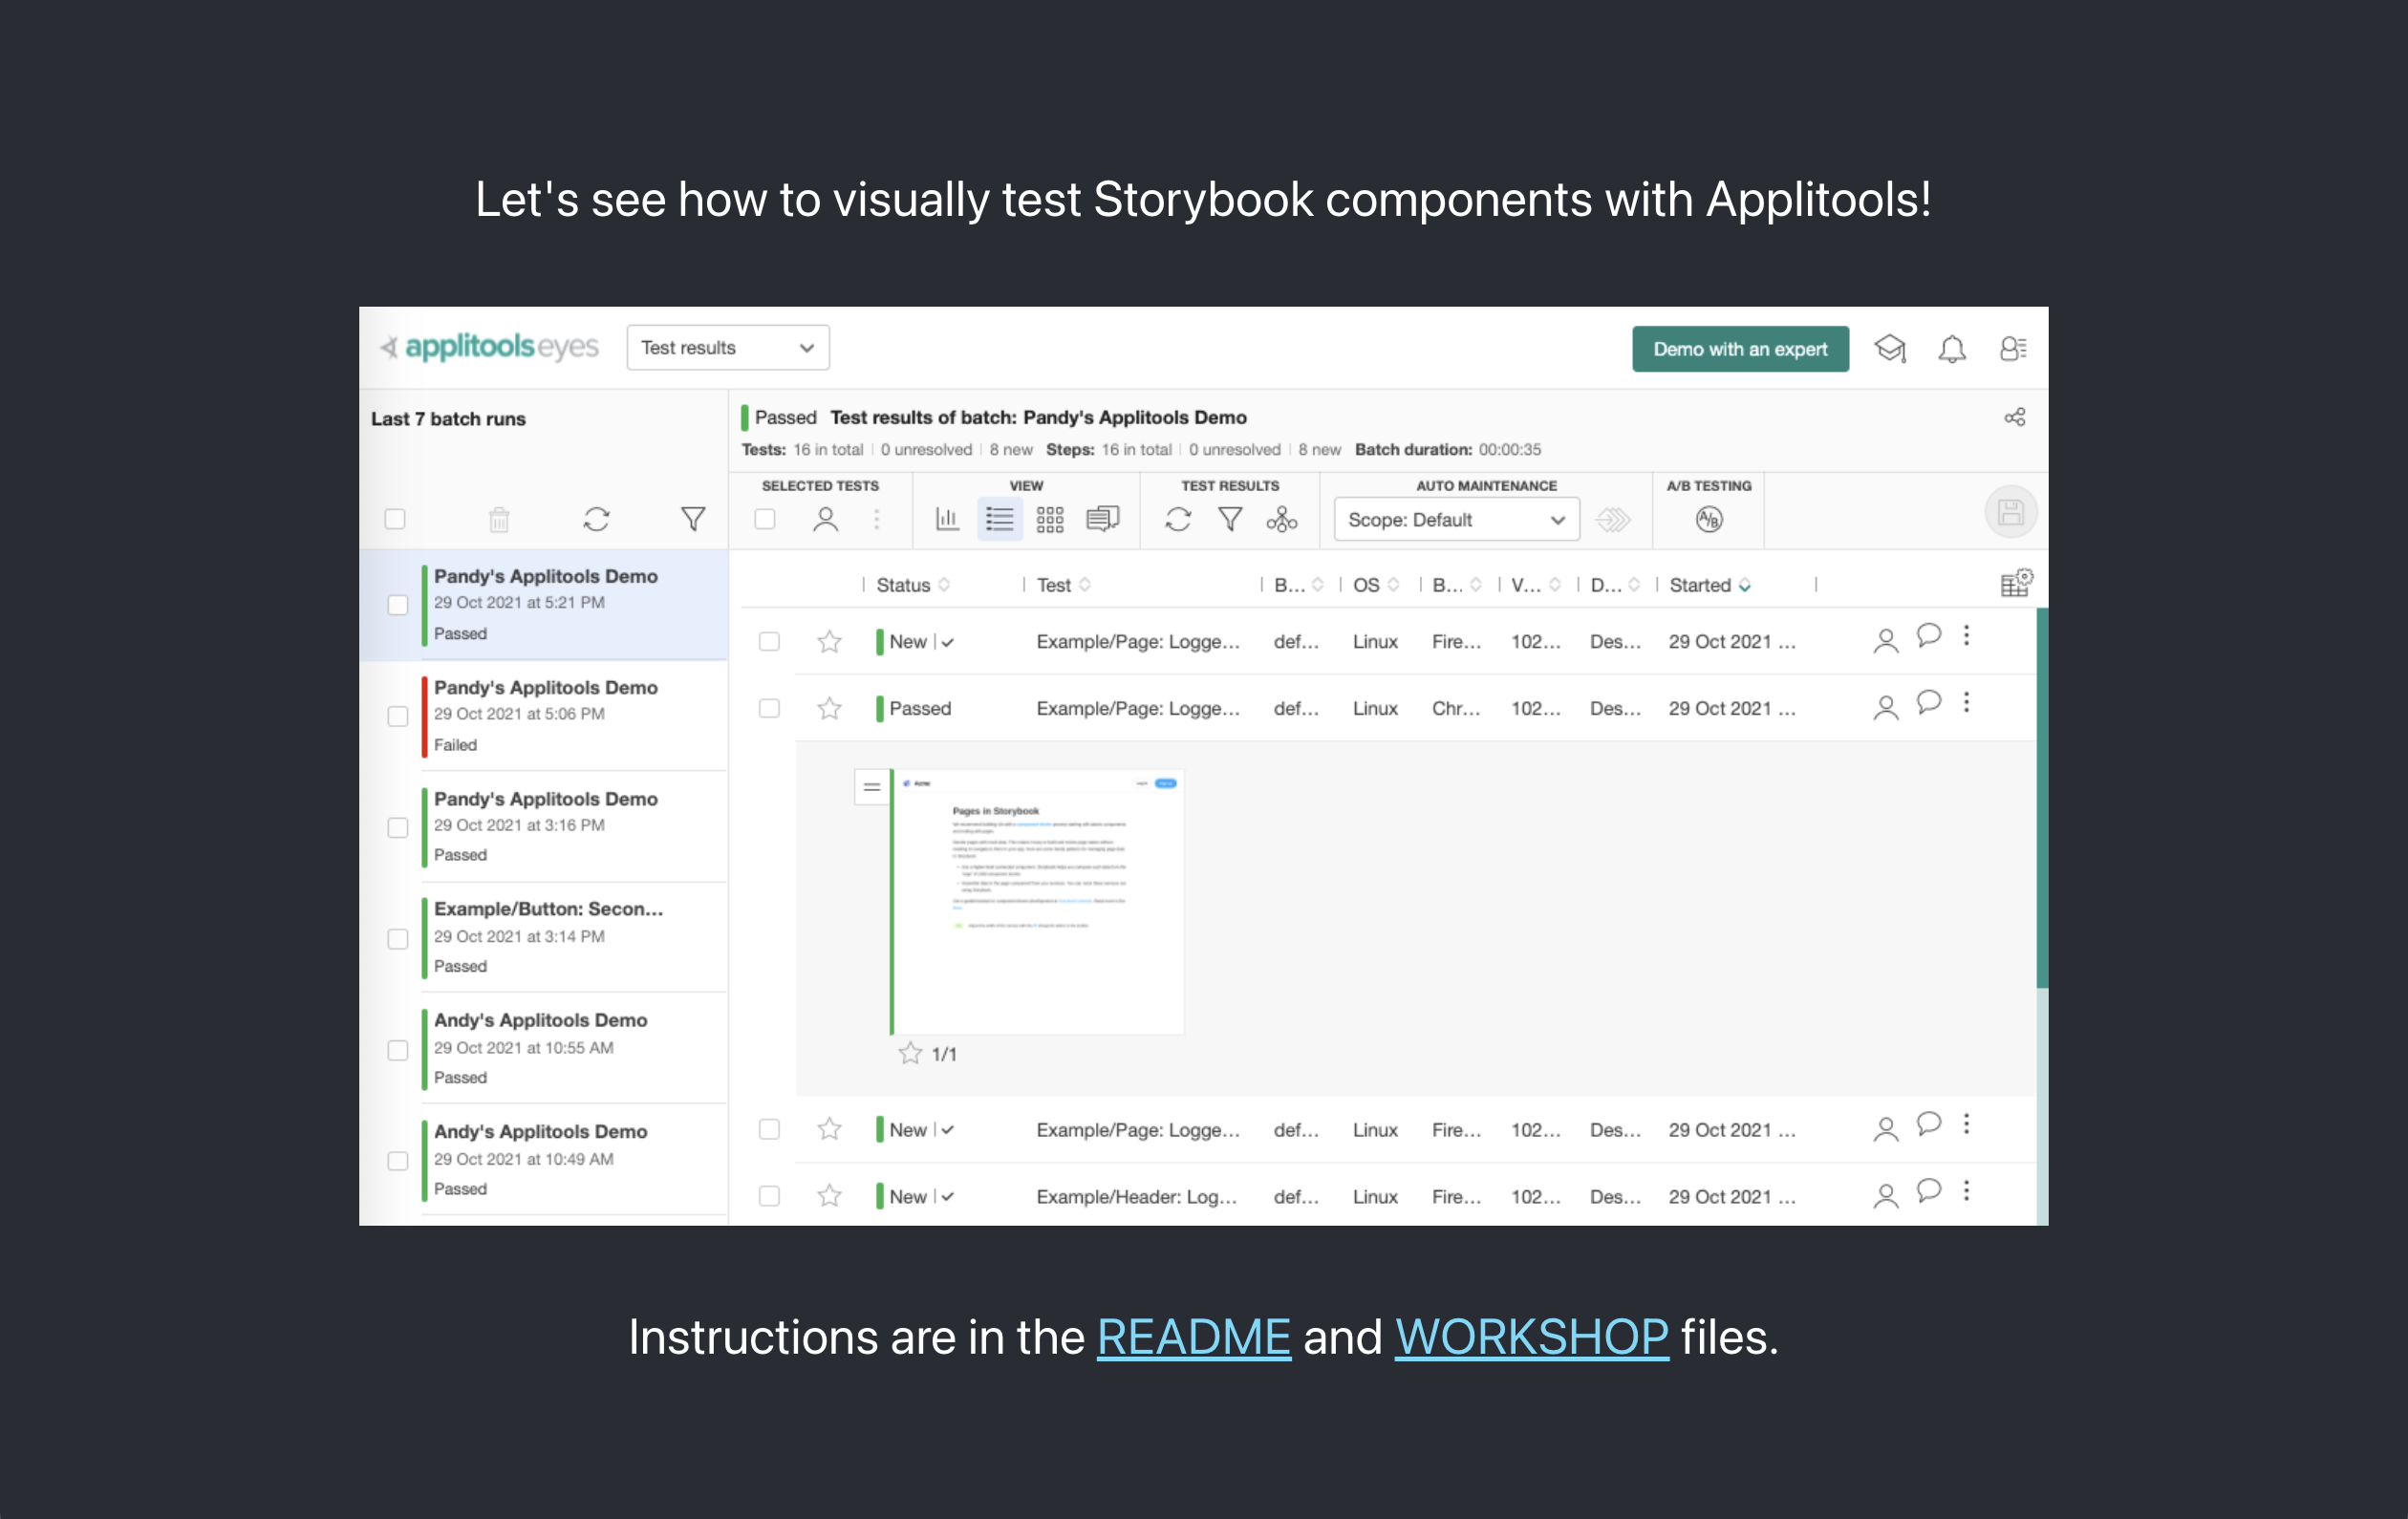 Let's see how to visually test Storybook components with Applitools!
applitools eyes
Test results
Demo with an expert
Last 7 batch runs
Passed Test results of batch: Pandy's Applitools Demo
Tests: 16 in total | 0 unresolved | 8 new Steps: 16 in total | 0 unresolved | 8 new Batch duration: 00:00:35
SELECTED TESTS VIEW TEST RESULTS AUTO MAINTENANCE A/B TESTING
Scope: Default
A/B
Pandy's Applitools Demo
29 Oct 2021 at 5:21 PM
Passed
Pandy's Applitools Demo
29 Oct 2021 at 5:06 PM
Failed
Pandy's Applitools Demo
29 Oct 2021 at 3:16 PM
Passed
Example/Button: Secon...
29 Oct 2021 at 3:14 PM
Passed
Andy's Applitools Demo
29 Oct 2021 at 10:55 AM
Passed
Andy's Applitools Demo
29 Oct 2021 at 10:49 AM
Passed
Status Test B... OS B... V... D... Started
New Example/Page: Logge... def... Linux Fire... 102... Des... 29 Oct 2021 ...
Passed Example/Page: Logge... def... Linux Chr... 102... Des... 29 Oct 2021 ...
Acme
Pages in Storybook
1/1
New Example/Page: Logge... def... Linux Fire... 102... Des... 29 Oct 2021 ...
New Example/Header: Log... def... Linux Fire... 102... Des... 29 Oct 2021 ...
Instructions are in the README and WORKSHOP files.